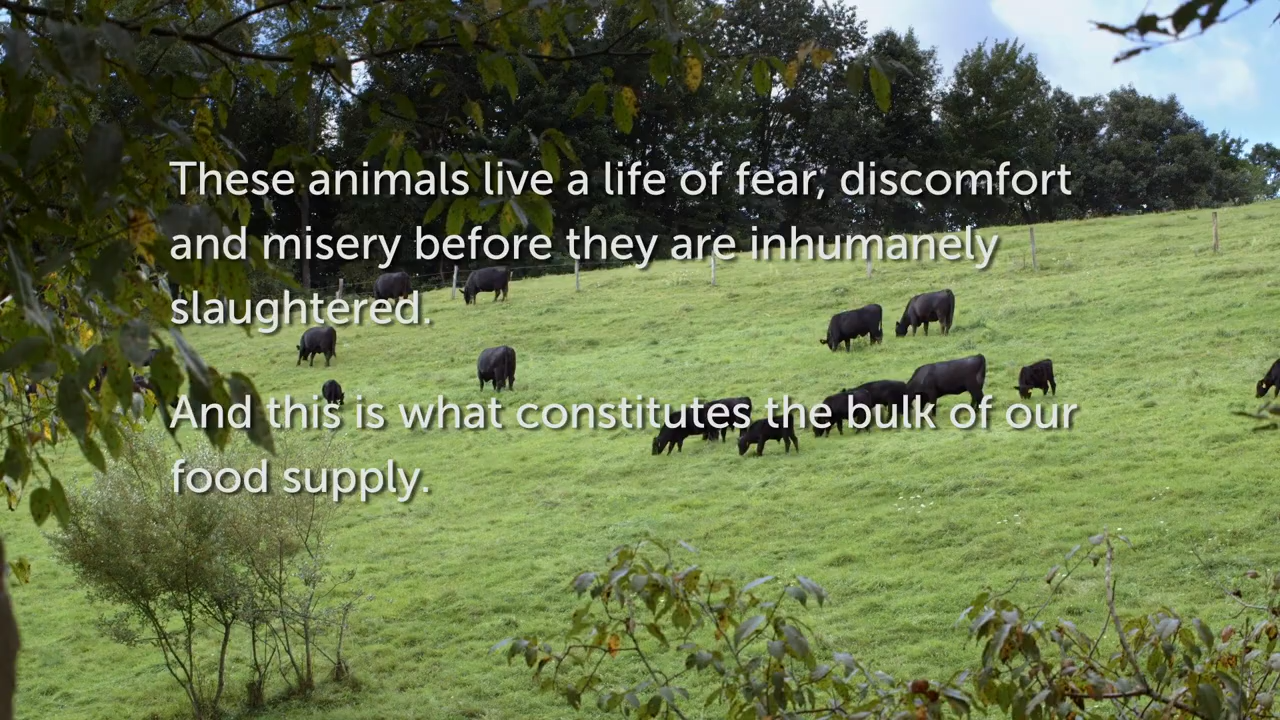 These animals live a life of fear, discomfort
and misery before they are inhumanely
slaughtered.
And this is what constitutes the bulk of our
food supply.